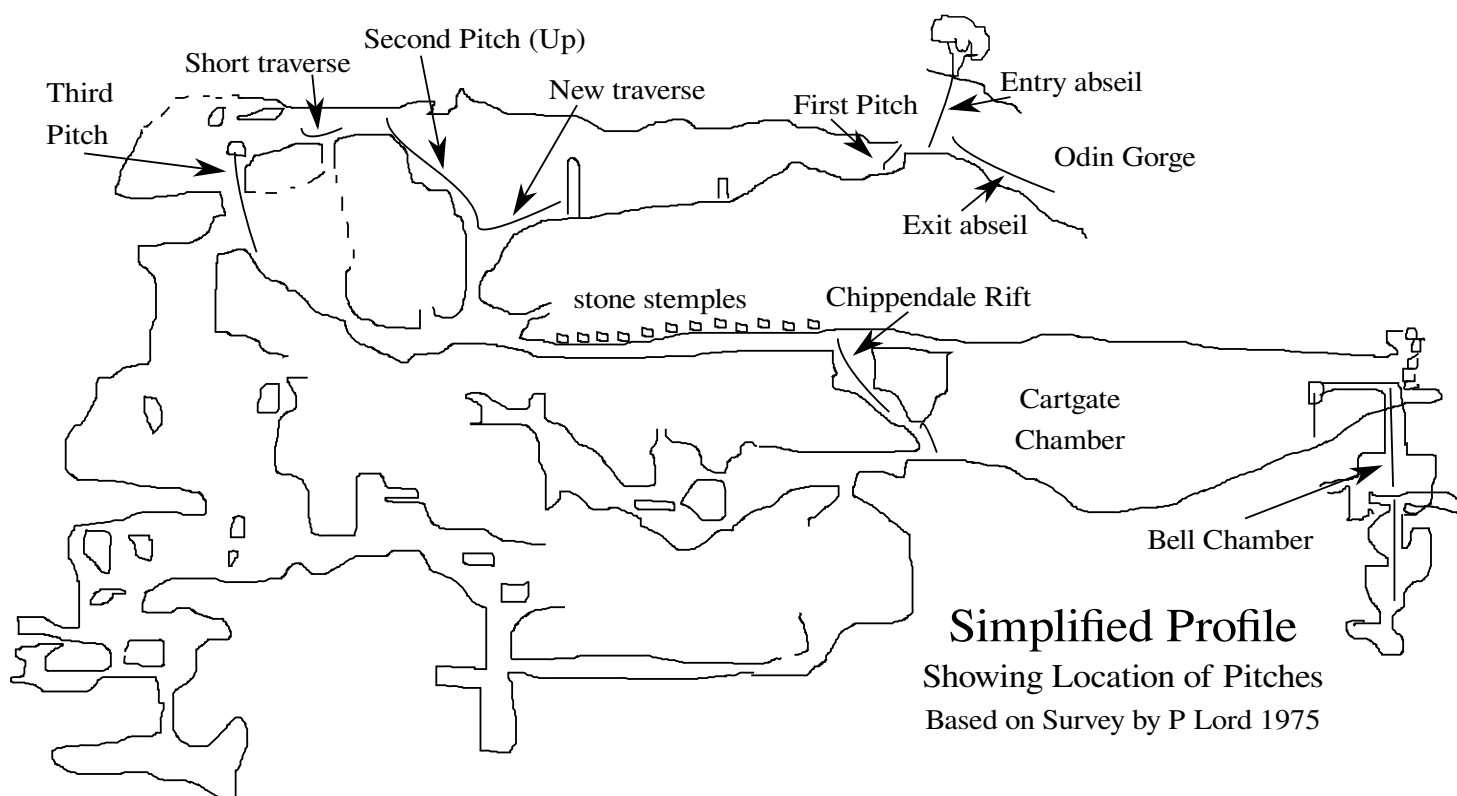 Second Pitch (Up)
Short traverse
New traverse
Third
Pitch
First Pitch
Entry abseil
Odin Gorge
Exit abseil
stone stemples
Chippendale Rift
Cartgate
Chamber
Bell Chamber
Simplified Profile
Showing Location of Pitches
Based on Survey by P Lord 1975